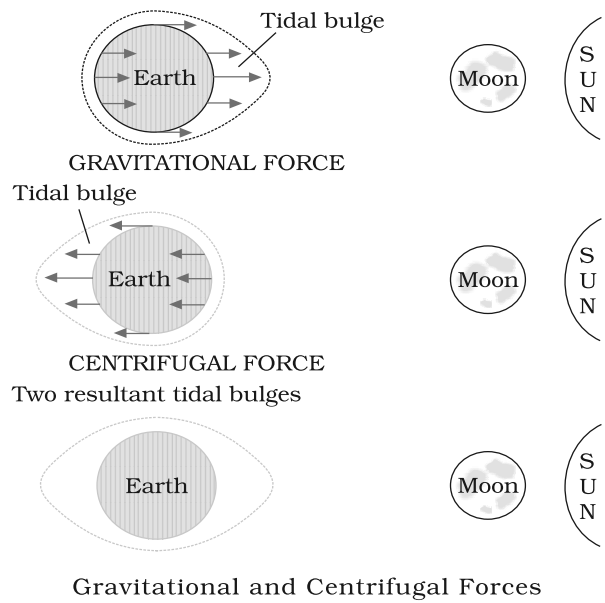 Tidal bulge
Earth
Moon
S
U
N
GRAVITATIONAL FORCE
Tidal bulge
Earth
Moon
S
U
N
CENTRIFUGAL FORCE
Two resultant tidal bulges
Earth
Moon
S
U
N
Gravitational and Centrifugal Forces